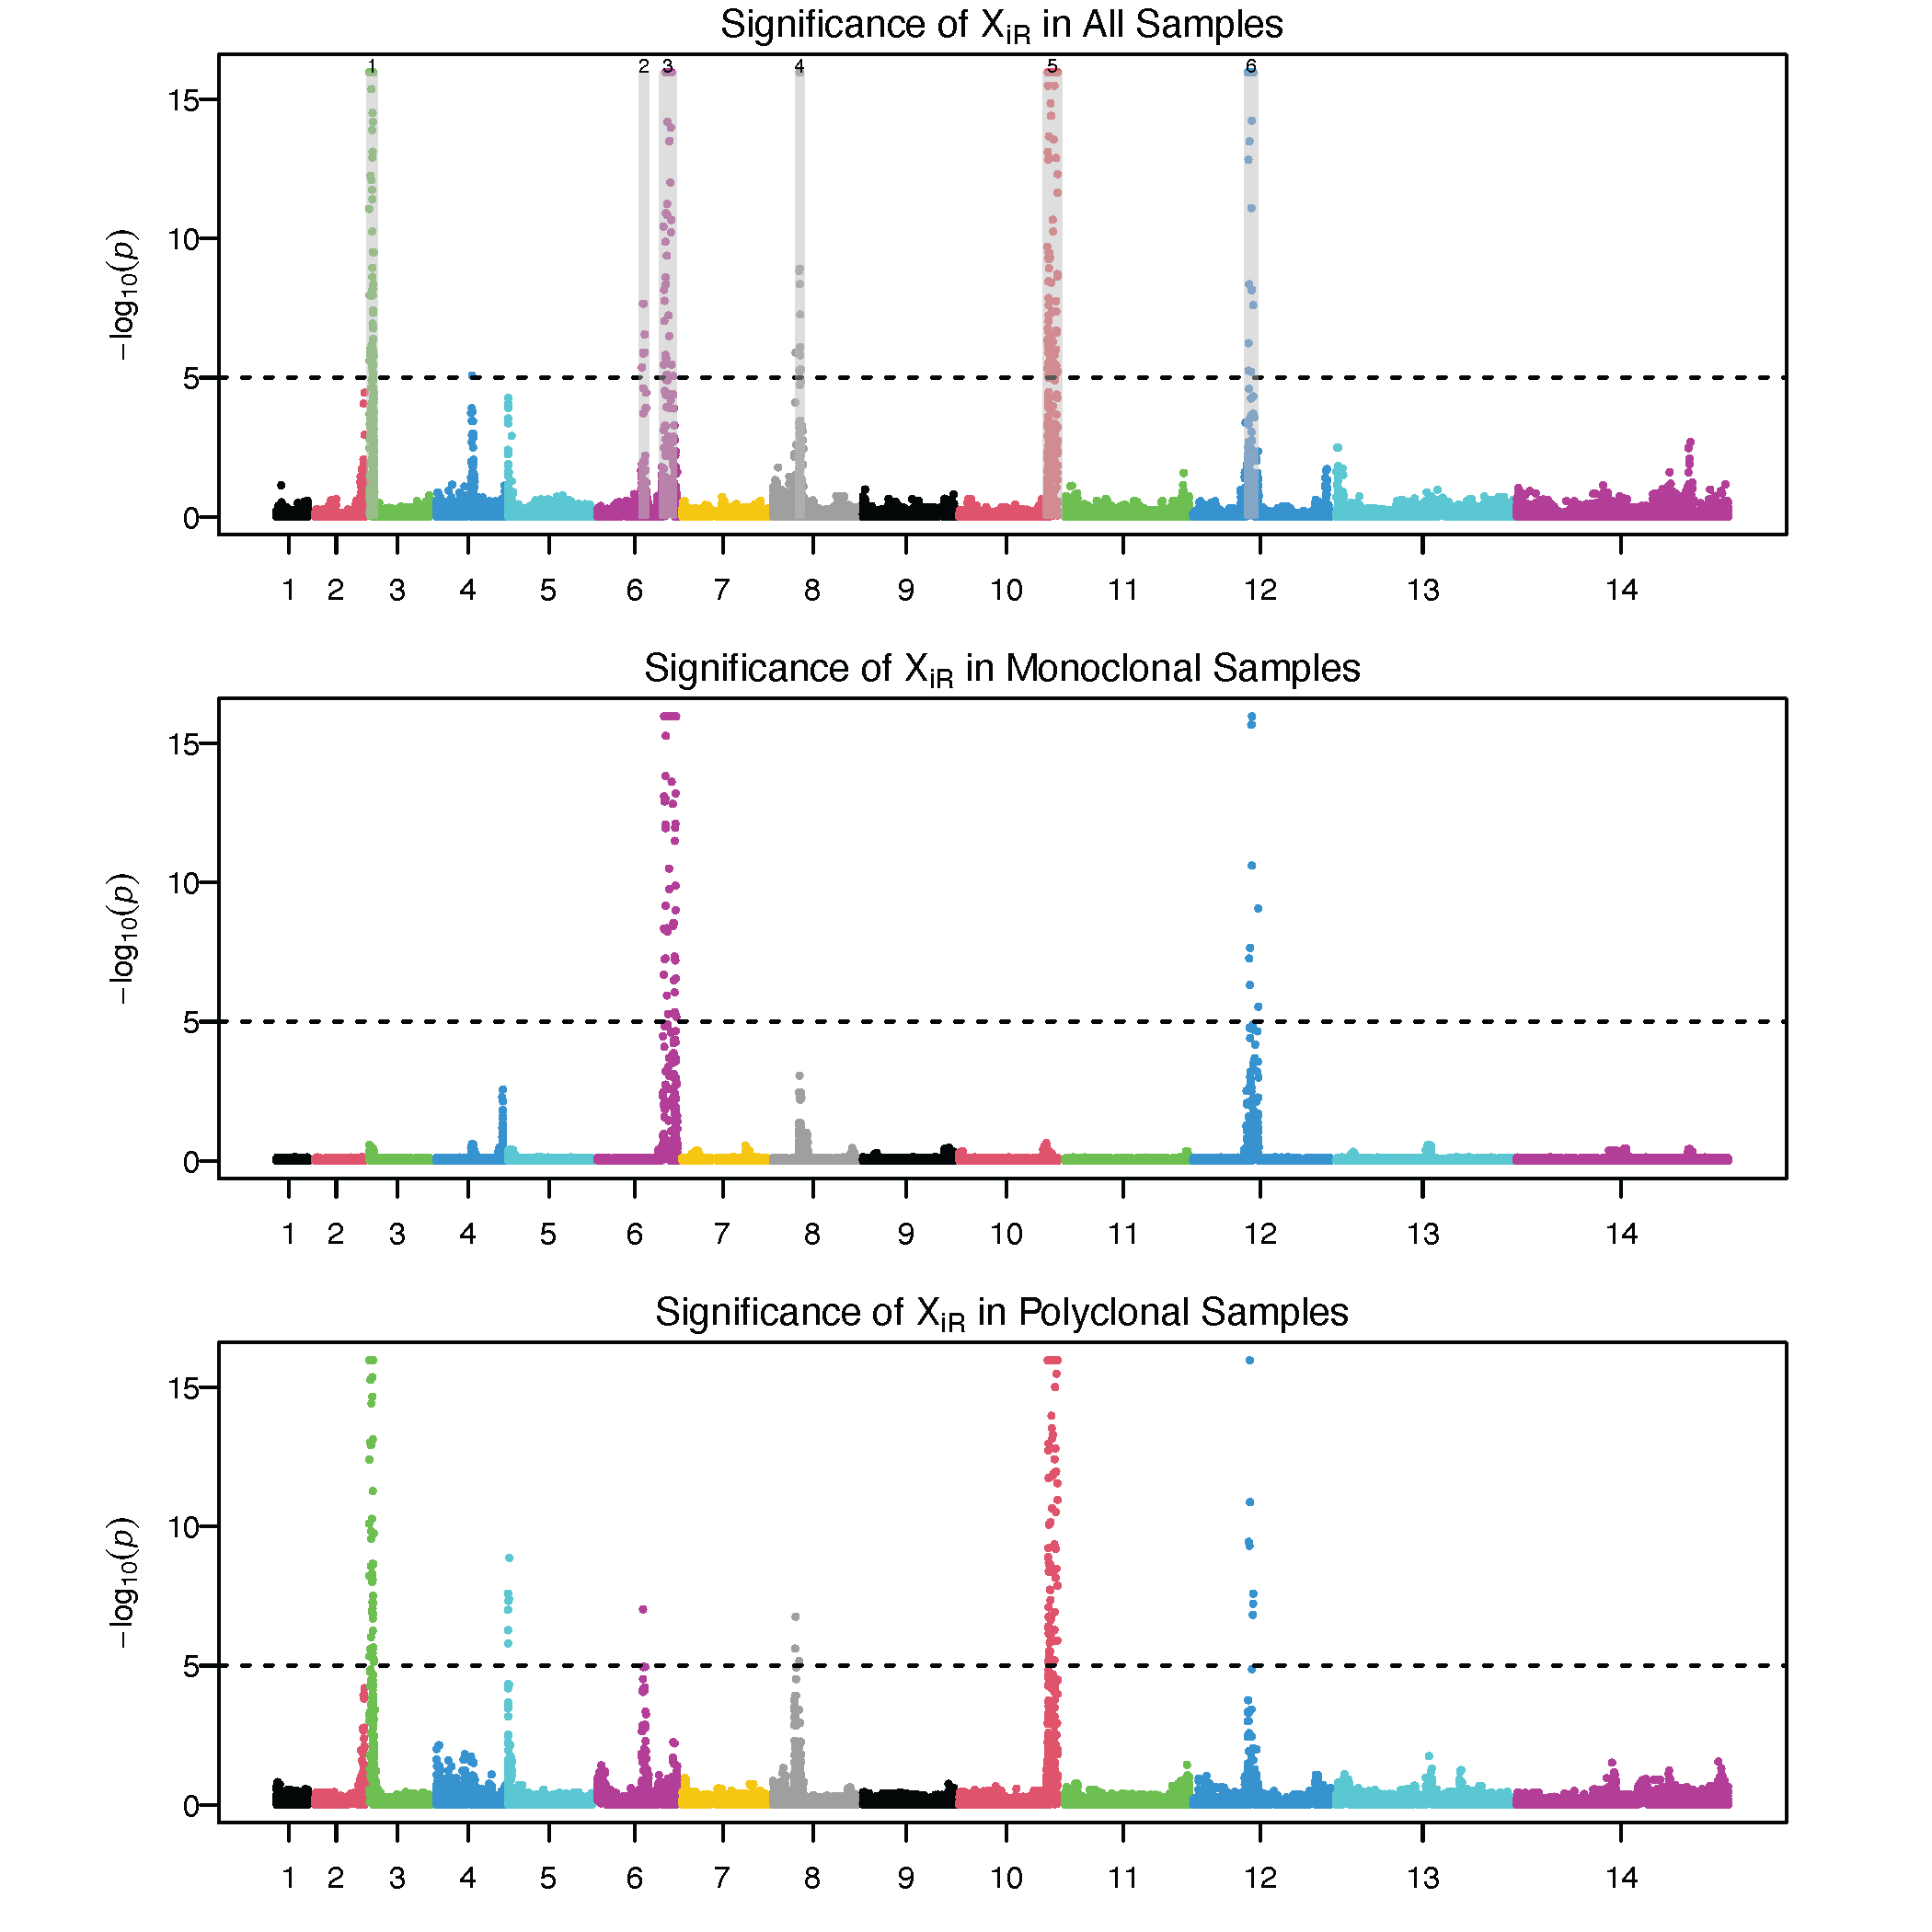 Significance of XiR in All Samples
1 2 3 4 5 6
15
10
5
0
−log10(p)
1 2 3 4 5 6 7 8 9 10 11 12 13 14
Significance of XiR in Monoclonal Samples
15
10
5
0
−log10(p)
1 2 3 4 5 6 7 8 9 10 11 12 13 14
Significance of XiR in Polyclonal Samples
15
10
5
0
−log10(p)
1 2 3 4 5 6 7 8 9 10 11 12 13 14